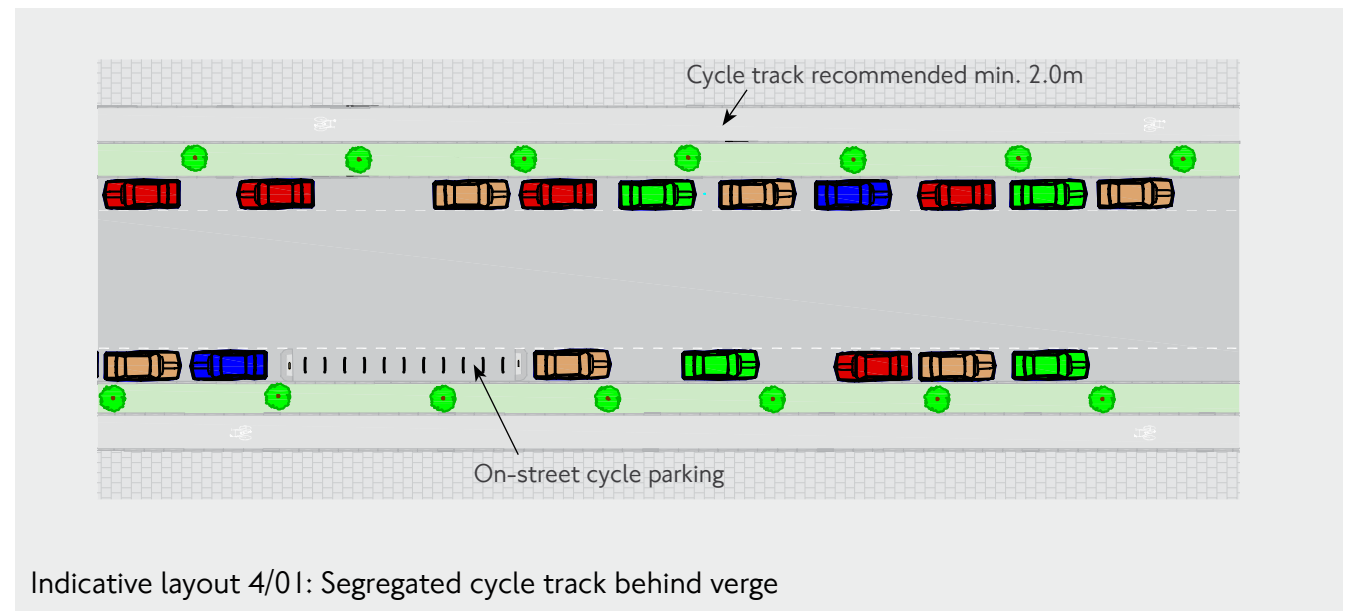 Cycle track recommended min. 2.0m
On-street cycle parking
Indicative layout 4/01: Segregated cycle track behind verge